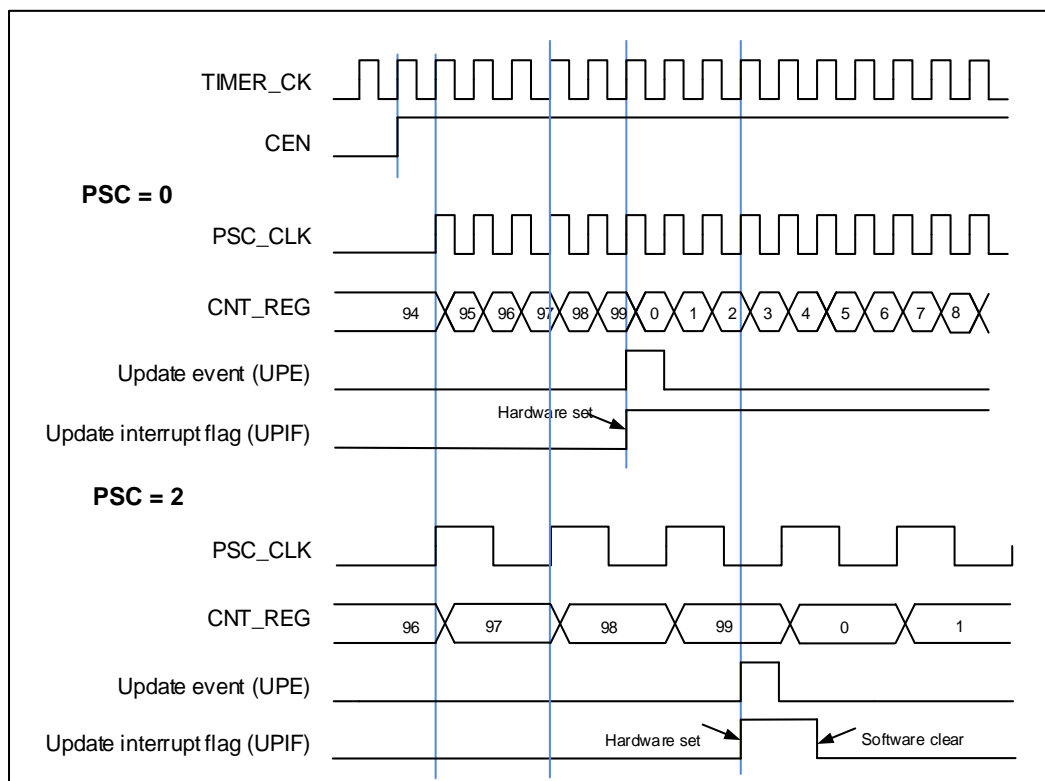 TIMER_CK
CEN
PSC = 0
PSC_CLK
CNT_REG 94 95 96 97 98 99 0 1 2 3 4 5 6 7 8
Update event (UPE)
Hardware set
Update interrupt flag (UPIF)
PSC = 2
PSC_CLK
CNT_REG 96 97 98 99 0 1
Update event (UPE)
Update interrupt flag (UPIF) Hardware set Software clear